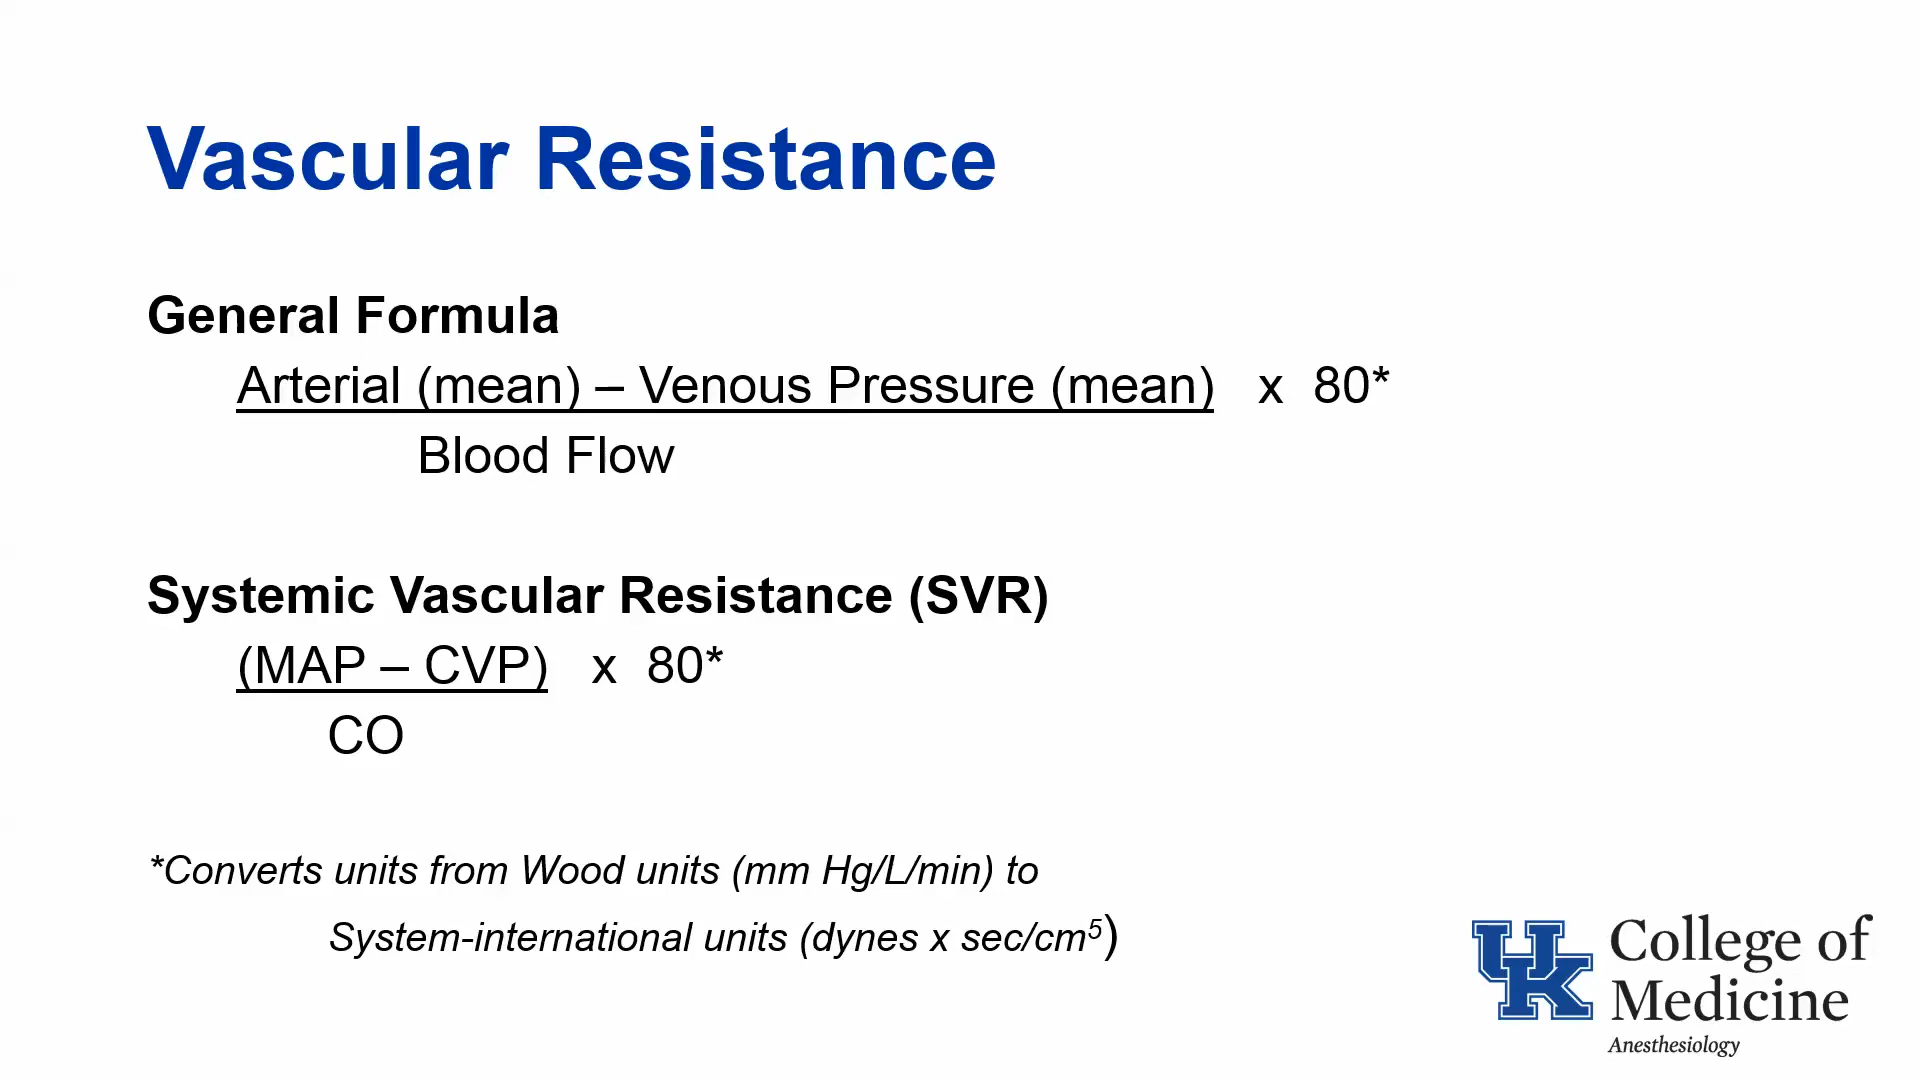 Vascular Resistance
General Formula
Arterial (mean) – Venous Pressure (mean) x 80*
Blood Flow
Systemic Vascular Resistance (SVR)
(MAP – CVP) x 80*
CO
*Converts units from Wood units (mm Hg/L/min) to
System-international units (dynes x sec/cm⁵)
UK
College of
Medicine
Anesthesiology